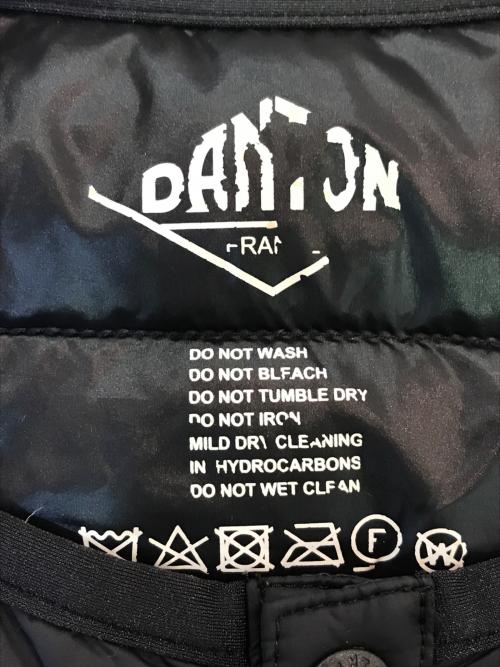 DANTON
FRAN
DO NOT WASH
DO NOT BLEACH
DO NOT TUMBLE DRY
DO NOT IRON
MILD DRY CLEANING
IN HYDROCARBONS
DO NOT WET CLEAN
F
W